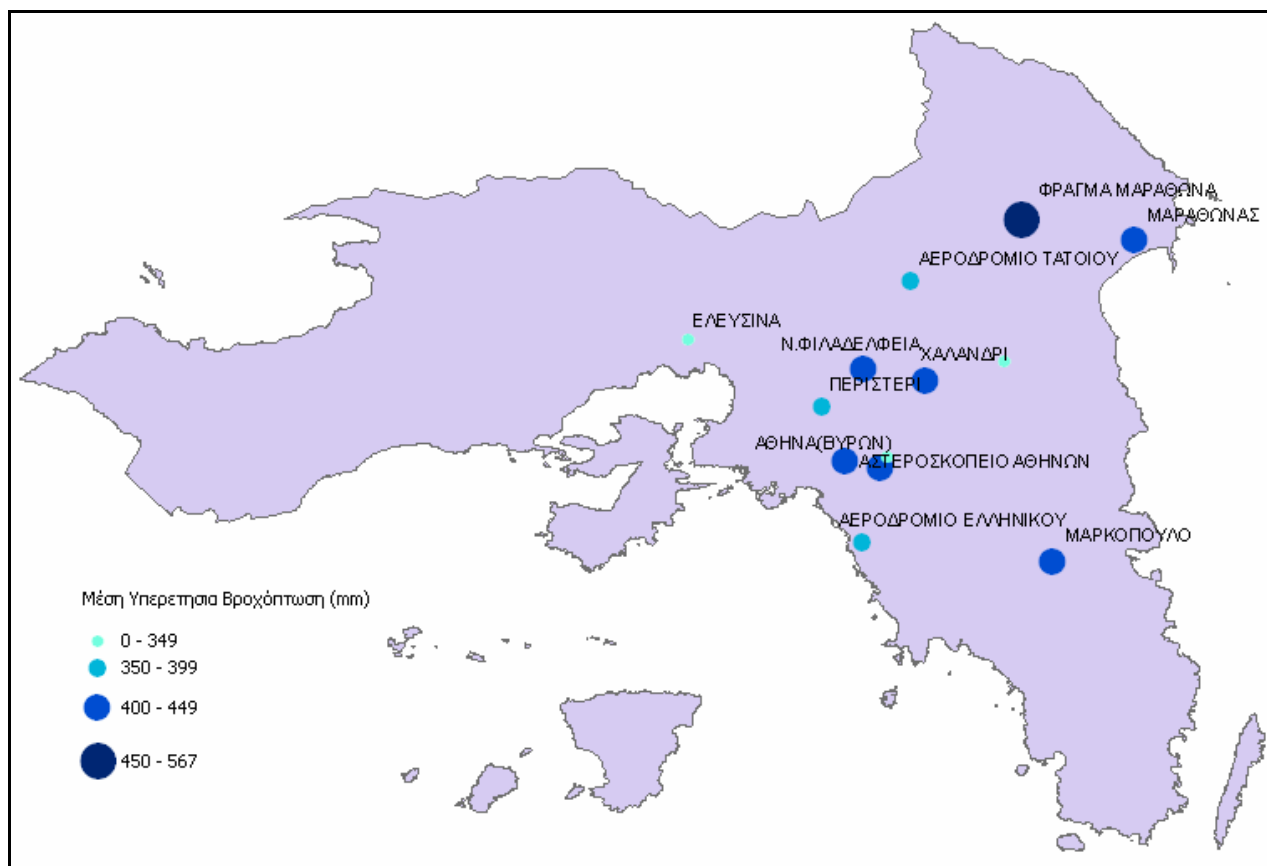 ΦΡΑΓΜΑ ΜΑΡΑΘΩΝΑ
ΜΑΡΑΘΩΝΑΣ
ΑΕΡΟΔΡΟΜΙΟ ΤΑΤΟΙΟΥ
ΕΛΕΥΣΙΝΑ
Ν.ΦΙΛΑΔΕΛΦΕΙΑ
ΧΑΛΑΝΔΡΙ
ΠΕΡΙΣΤΕΡΙ
ΑΘΗΝΑ(ΒΥΡΩΝ)
ΑΣΤΕΡΟΣΚΟΠΕΙΟ ΑΘΗΝΩΝ
ΑΕΡΟΔΡΟΜΙΟ ΕΛΛΗΝΙΚΟΥ
ΜΑΡΚΟΠΟΥΛΟ
Μέση Υπερετησια Βροχόπτωση (mm)
0 - 349
350 - 399
400 - 449
450 - 567